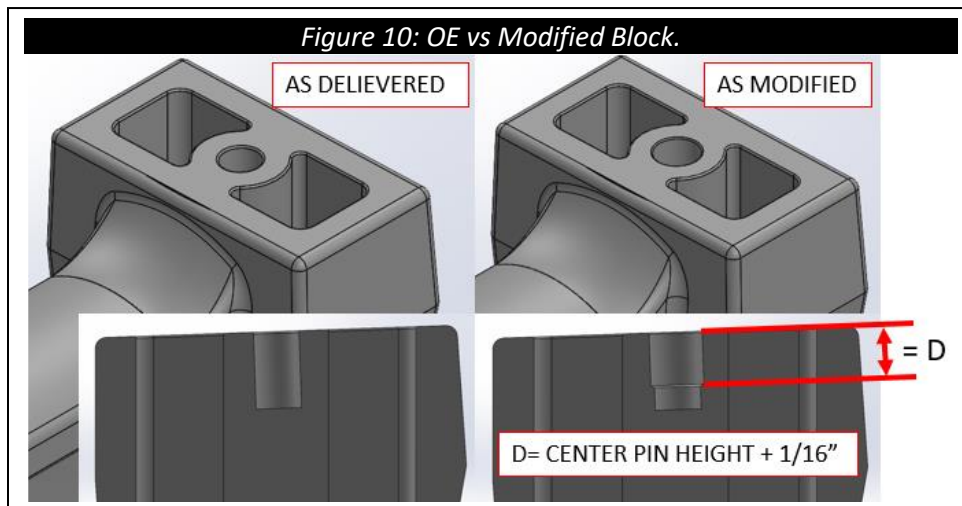 Figure 10: OE vs Modified Block.
AS DELIEVERED
AS MODIFIED
= D
D= CENTER PIN HEIGHT + 1/16”